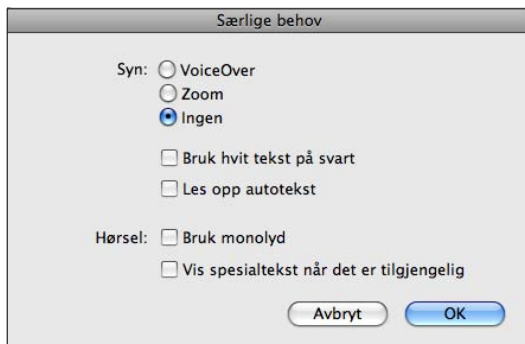 Særlige behov
Syn: VoiceOver
Zoom
Ingen
Bruk hvit tekst på svart
Les opp autotekst
Hørsel: Bruk monolyd
Vis spesialtekst når det er tilgjengelig
Avbryt OK